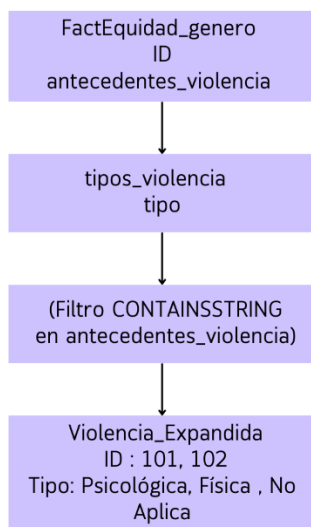 FactEquidad_genero
ID
antecedentes_violencia
tipos_violencia
tipo
(Filtro CONTAINSSTRING
en antecedentes_violencia)
Violencia_Expandida
ID : 101, 102
Tipo: Psicológica, Física , No
Aplica